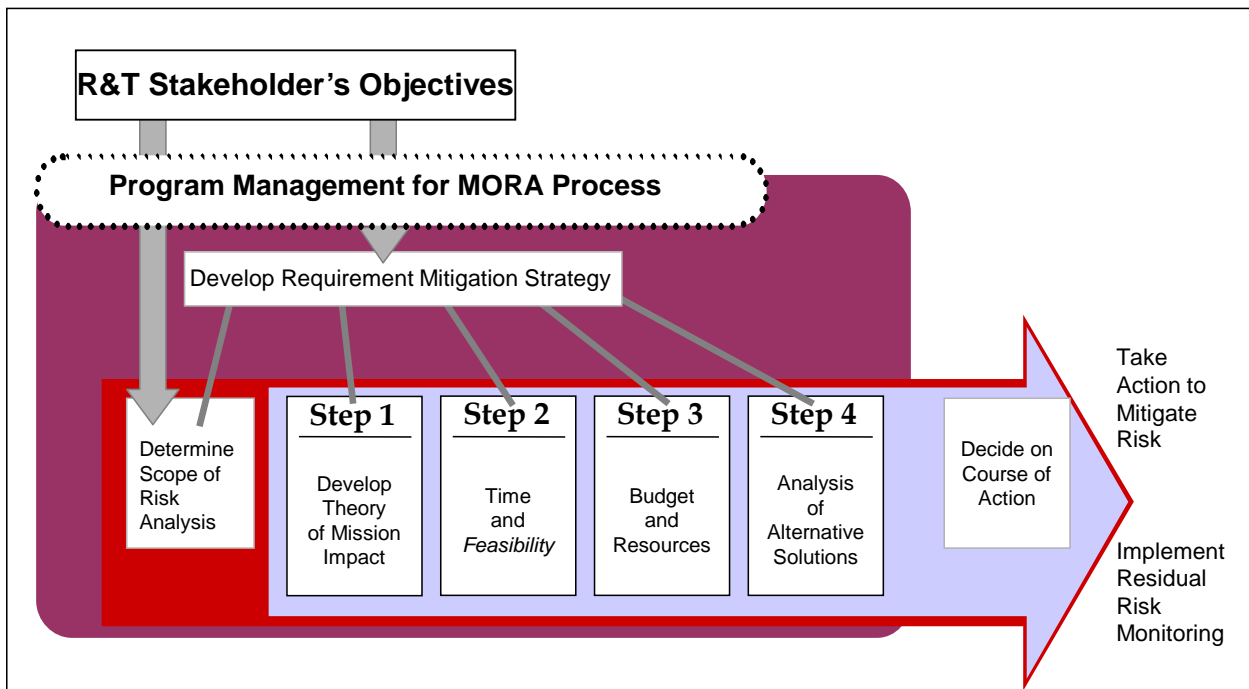 R&T Stakeholder’s Objectives
Program Management for MORA Process
Develop Requirement Mitigation Strategy
Determine
Scope of
Risk
Analysis
Step 1
Develop
Theory
of Mission
Impact
Step 2
Time
and
Feasibility
Step 3
Budget
and
Resources
Step 4
Analysis
of
Alternative
Solutions
Decide on
Course of
Action
Take
Action to
Mitigate
Risk
Implement
Residual
Risk
Monitoring